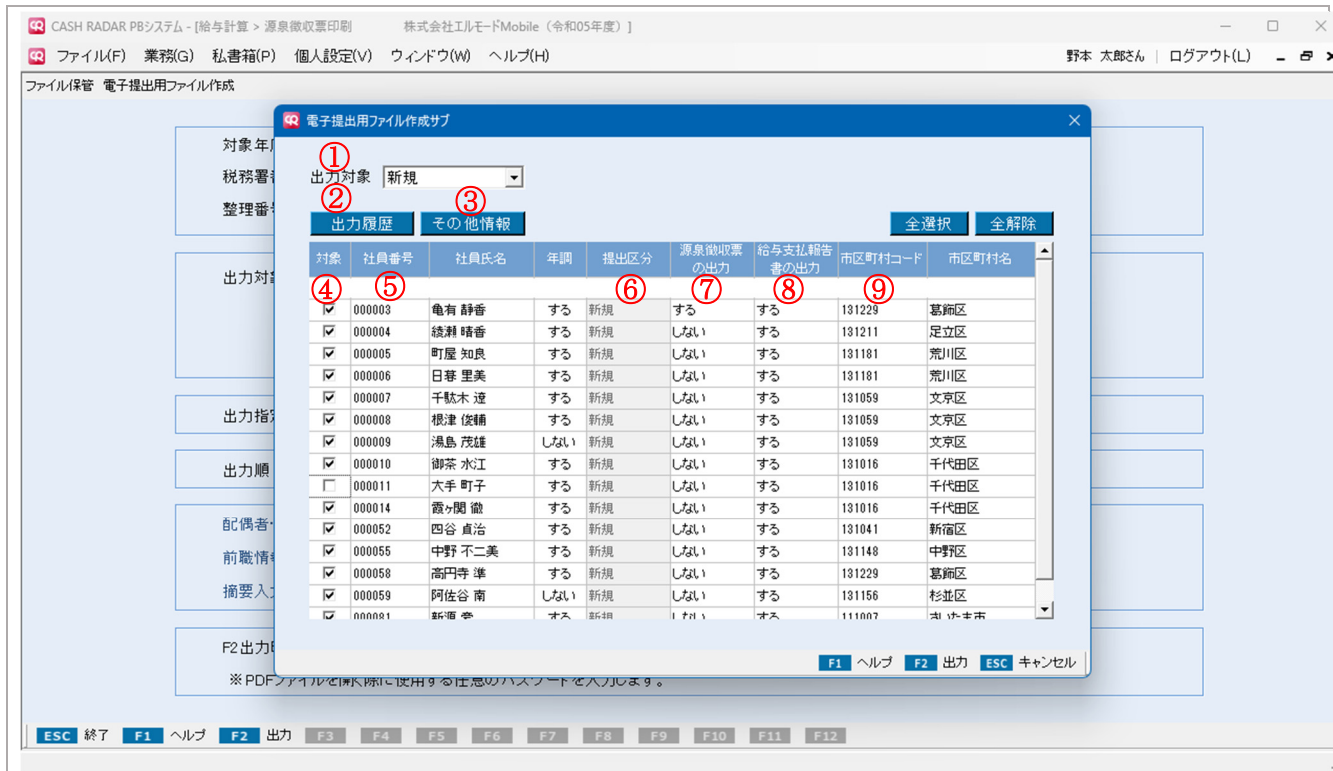 CASH RADAR PBシステム - [給与計算 > 源泉徴収票印刷 株式会社エルモードMobile（令和05年度）]
ファイル(F) 業務(G) 私書箱(P) 個人設定(V) ウィンドウ(W) ヘルプ(H) 野本 太郎さん | ログアウト(L)
ファイル保管 電子提出用ファイル作成
電子提出用ファイル作成サブ
対象年
①
税務署
出力対象 新規
② ③
整理番
出力履歴 その他情報 全選択 全解除
対象 社員番号 社員氏名 年調 提出区分 源泉徴収票の出力 給与支払報告書の出力 市区町村コード 市区町村名
出力対
④ ⑤ ⑥ ⑦ ⑧ ⑨
000003 亀有 静香 する 新規 する する 131229 葛飾区
000004 綾瀬 晴香 する 新規 しない する 131211 足立区
000005 町屋 知良 する 新規 しない する 131181 荒川区
000006 日暮 里美 する 新規 しない する 131181 荒川区
000007 千駄木 遼 する 新規 しない する 131059 文京区
000008 根津 俊輔 する 新規 しない する 131059 文京区
出力指
000009 湯島 茂雄 しない 新規 しない する 131059 文京区
000010 御茶 水江 する 新規 しない する 131016 千代田区
出力順
000011 大手 町子 する 新規 しない する 131016 千代田区
000014 霞ヶ関 徹 する 新規 しない する 131016 千代田区
配偶者
000052 四谷 貞治 する 新規 しない する 131041 新宿区
000055 中野 不二美 する 新規 しない する 131148 中野区
前職情
000058 高円寺 準 する 新規 しない する 131229 葛飾区
摘要入
000059 阿佐谷 南 しない 新規 しない する 131156 杉並区
000081 する 新規 しない する 111007 さいたま市
F2出力
F1 ヘルプ F2 出力 ESC キャンセル
※PDFファイルを開く際に使用する任意のパスワードを入力します。
ESC 終了 F1 ヘルプ F2 出力 F3 F4 F5 F6 F7 F8 F9 F10 F11 F12